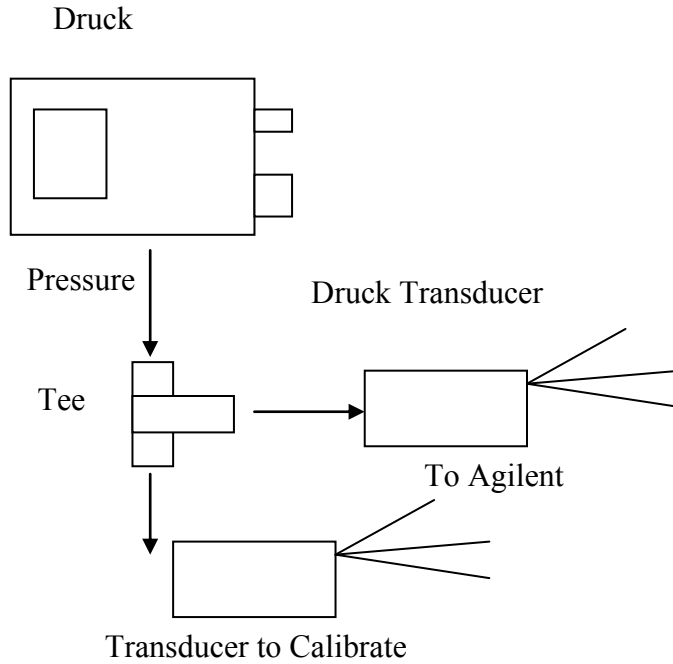 Druck
Pressure
Druck Transducer
Tee
To Agilent
Transducer to Calibrate